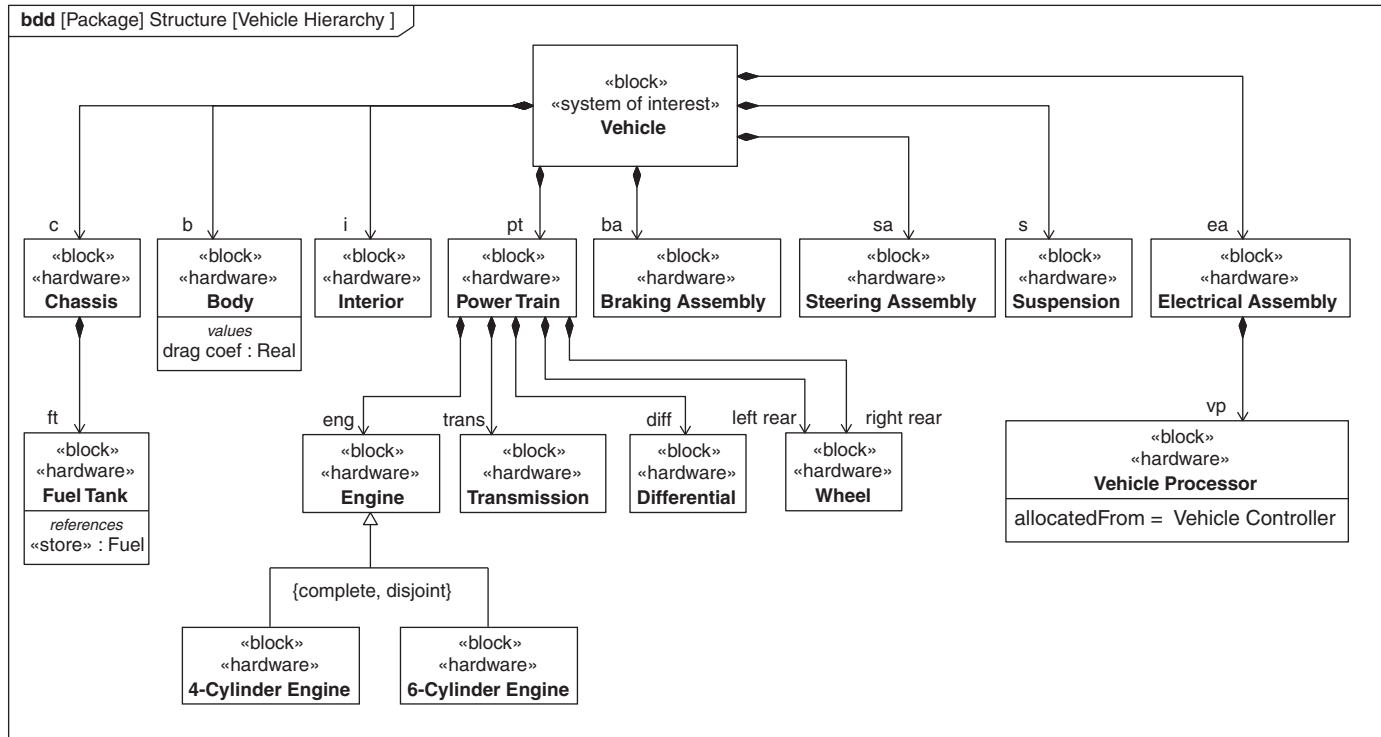 bdd [Package] Structure [Vehicle Hierarchy ]
«block»
«system of interest»
Vehicle
c
b
i
pt
ba
sa
s
ea
«block»
«hardware»
Chassis
«block»
«hardware»
Body
values
drag coef : Real
«block»
«hardware»
Interior
«block»
«hardware»
Power Train
«block»
«hardware»
Braking Assembly
«block»
«hardware»
Steering Assembly
«block»
«hardware»
Suspension
«block»
«hardware»
Electrical Assembly
ft
eng
trans
diff
left rear
right rear
vp
«block»
«hardware»
Fuel Tank
references
«store» : Fuel
«block»
«hardware»
Engine
«block»
«hardware»
Transmission
«block»
«hardware»
Differential
«block»
«hardware»
Wheel
«block»
«hardware»
Vehicle Processor
allocatedFrom = Vehicle Controller
{complete, disjoint}
«block»
«hardware»
4-Cylinder Engine
«block»
«hardware»
6-Cylinder Engine